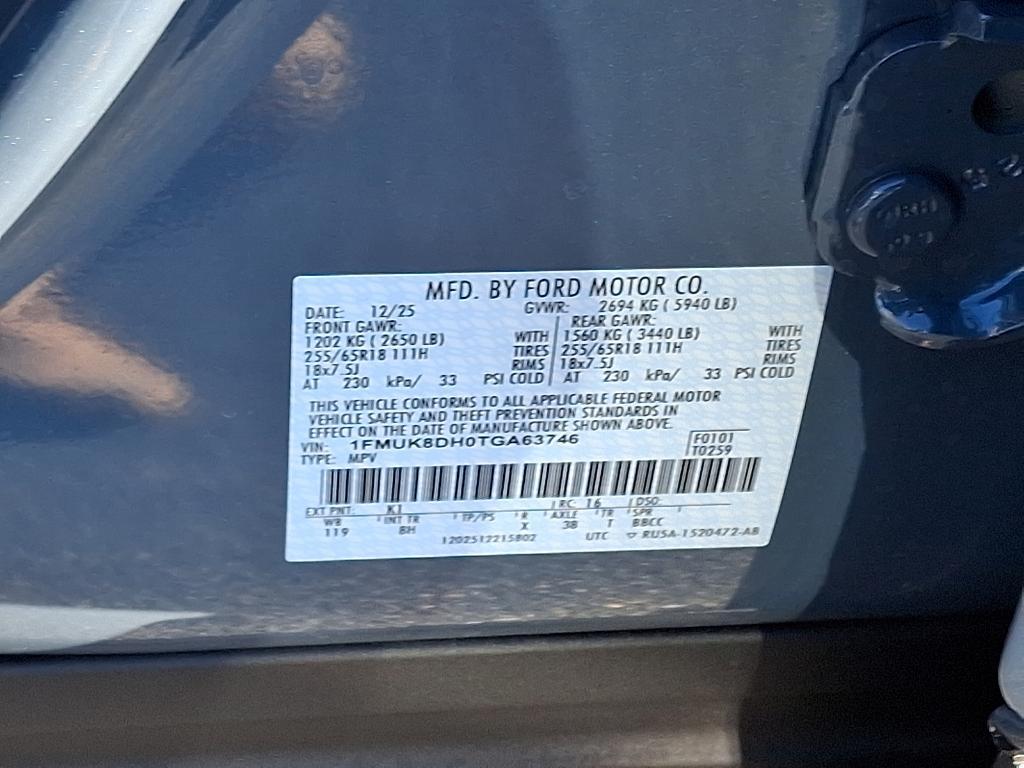 MFD. BY FORD MOTOR CO.
DATE: 12/25 GVWR: 2694 KG ( 5940 LB)
FRONT GAWR: REAR GAWR:
1202 KG ( 2650 LB) WITH 1560 KG ( 3440 LB) WITH
255/65R18 111H TIRES 255/65R18 111H TIRES
18x7.5J RIMS 18x7.5J RIMS
AT 230 kPa/ 33 PSI COLD AT 230 kPa/ 33 PSI COLD
THIS VEHICLE CONFORMS TO ALL APPLICABLE FEDERAL MOTOR
VEHICLE SAFETY AND THEFT PREVENTION STANDARDS IN
EFFECT ON THE DATE OF MANUFACTURE SHOWN ABOVE.
VIN: 1FMUK8DH0TGA63746 F0101
TYPE: MPV T0259
EXT PNT: K1 RC: 16 DSO:
WB INT TR TP/PS R AXLE TR SPR
119 8H X 38 T BBCC
1202512215802 UTC ▽ RUSA-1520472-AB